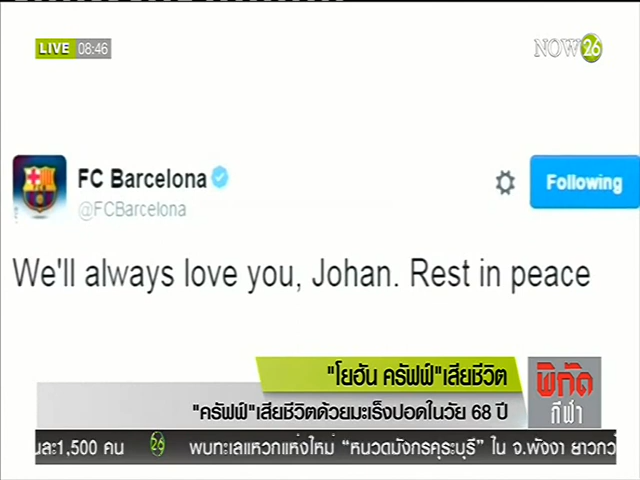 LIVE 08:46
NOW26
FC Barcelona
@FCBarcelona
Following
We'll always love you, Johan. Rest in peace
"โยฮัน ครัฟฟ์"เสียชีวิต
พิกัด
กีฬา
"ครัฟฟ์"เสียชีวิตด้วยมะเร็งปอดในวัย 68 ปี
นละ1,500 คน 26 พบทะเลแหวกแห่งใหม่ “หนวดมังกรคุระบุรี” ใน จ.พังงา ยาวกว่